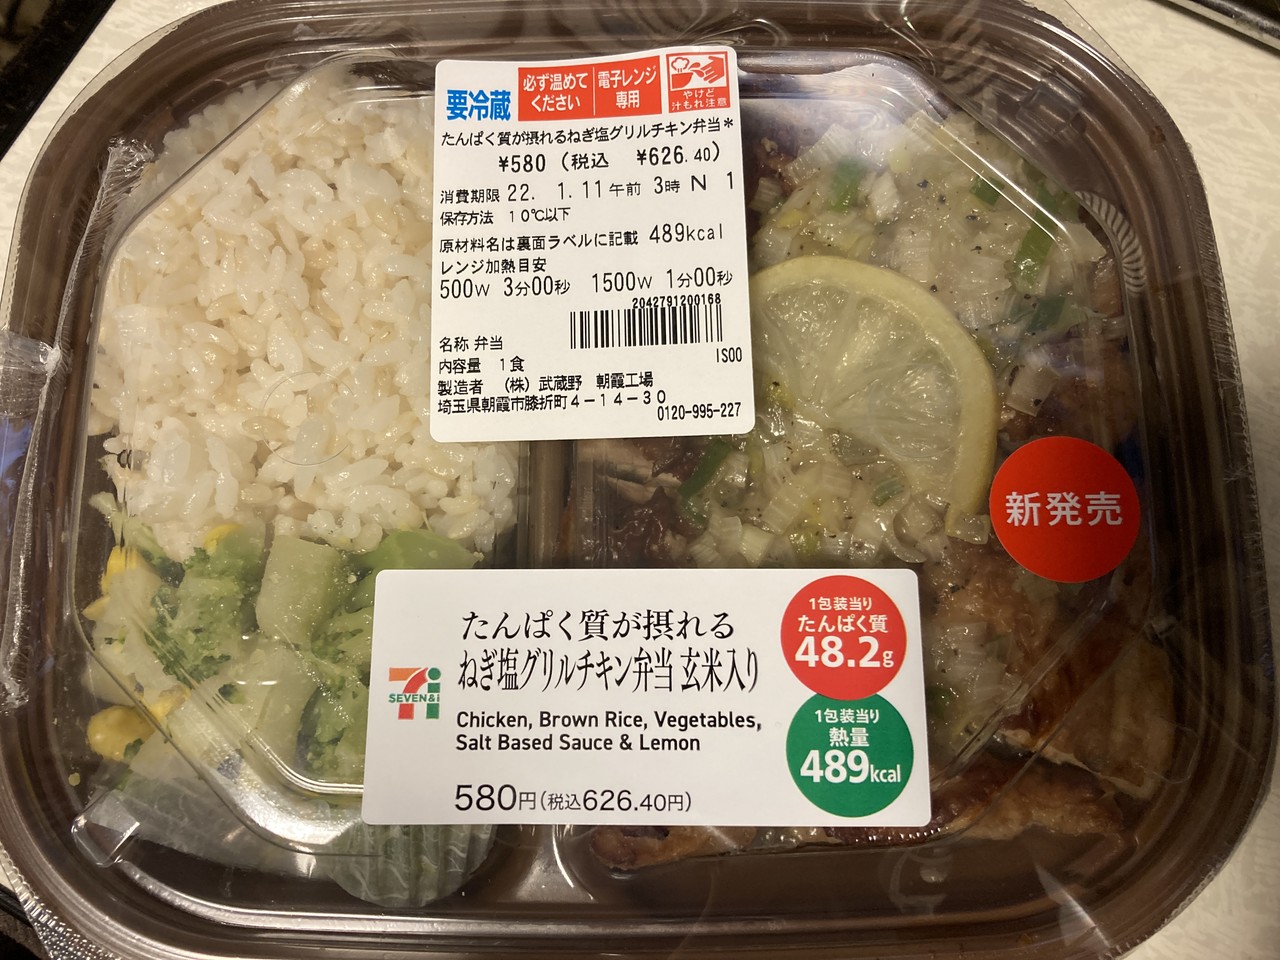 要冷蔵
必ず温めて
ください
電子レンジ
専用
やけど
汁もれ注意
たんぱく質が摂れるねぎ塩グリルチキン弁当*
¥580 (税込 ¥626.40)
消費期限 22. 1.11午前 3時 N 1
保存方法 10℃以下
原材料名は裏面ラベルに記載 489kcal
レンジ加熱目安
500W 3分00秒 1500W 1分00秒
2042791200168
名称 弁当
IS00
内容量 1食
製造者 (株) 武蔵野 朝霞工場
埼玉県朝霞市膝折町4-14-30
0120-995-227
新発売
たんぱく質が摂れる
ねぎ塩グリルチキン弁当 玄米入り
SEVEN&i
Chicken, Brown Rice, Vegetables,
Salt Based Sauce & Lemon
580円(税込626.40円)
1包装当り
たんぱく質
48.2g
1包装当り
熱量
489kcal